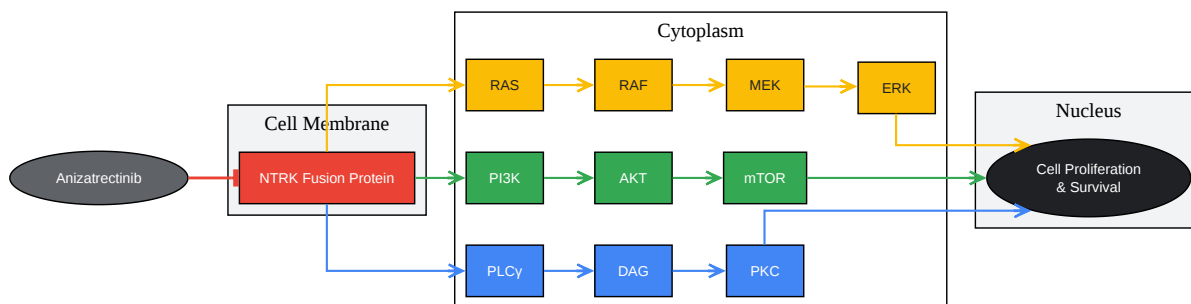 Cytoplasm
RAS
RAF
MEK
ERK
Cell Membrane
Nucleus
Anizatrectinib
NTRK Fusion Protein
PI3K
AKT
mTOR
Cell Proliferation
& Survival
PLCγ
DAG
PKC